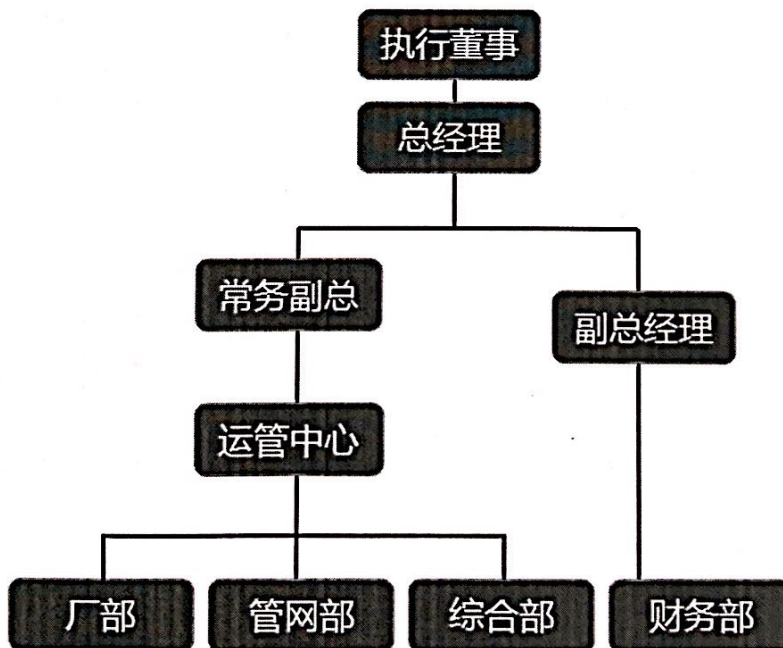 执行董事
总经理
常务副总
副总经理
运管中心
厂部
管网部
综合部
财务部